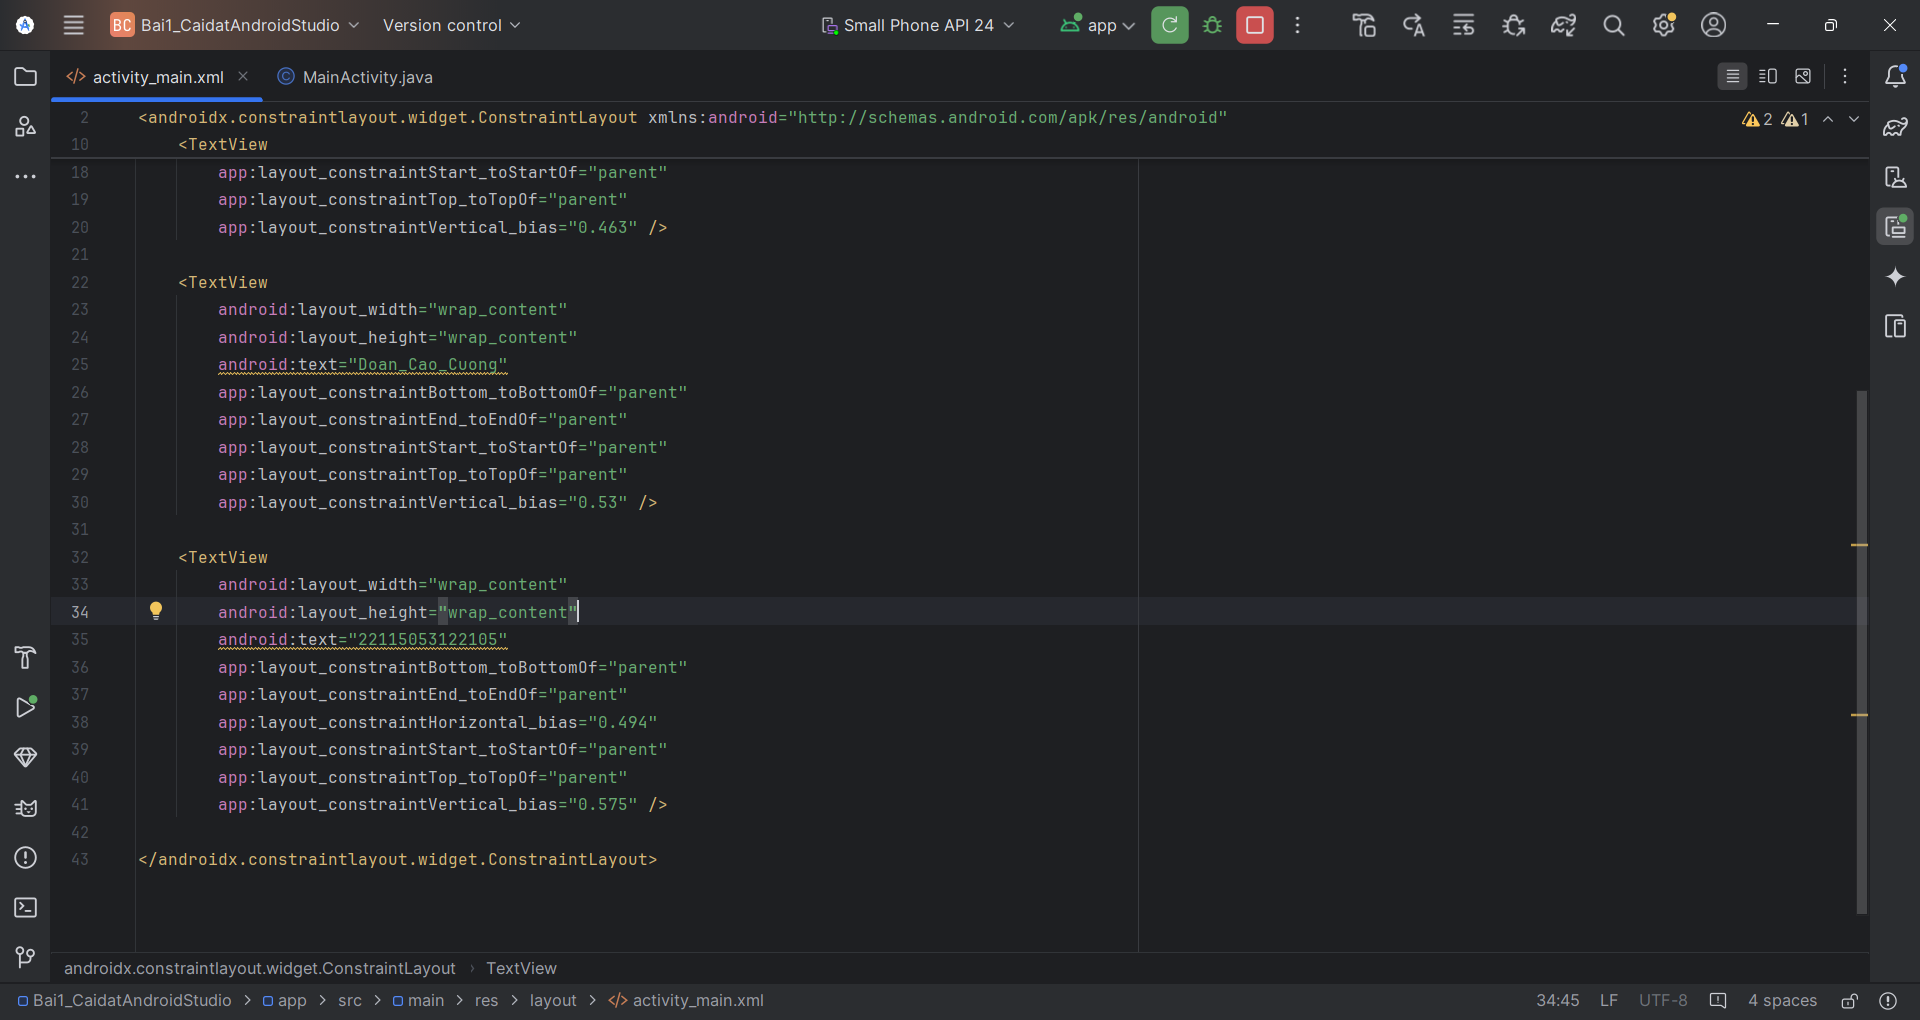 BC Bai1_CaidatAndroidStudio Version control Small Phone API 24 app
activity_main.xml MainActivity.java
2 <androidx.constraintlayout.widget.ConstraintLayout xmlns:android="http://schemas.android.com/apk/res/android" 2 1
10 <TextView
18 app:layout_constraintStart_toStartOf="parent"
19 app:layout_constraintTop_toTopOf="parent"
20 app:layout_constraintVertical_bias="0.463" />
21
22 <TextView
23 android:layout_width="wrap_content"
24 android:layout_height="wrap_content"
25 android:text="Doan_Cao_Cuong"
26 app:layout_constraintBottom_toBottomOf="parent"
27 app:layout_constraintEnd_toEndOf="parent"
28 app:layout_constraintStart_toStartOf="parent"
29 app:layout_constraintTop_toTopOf="parent"
30 app:layout_constraintVertical_bias="0.53" />
31
32 <TextView
33 android:layout_width="wrap_content"
34 android:layout_height="wrap_content"
35 android:text="22115053122105"
36 app:layout_constraintBottom_toBottomOf="parent"
37 app:layout_constraintEnd_toEndOf="parent"
38 app:layout_constraintHorizontal_bias="0.494"
39 app:layout_constraintStart_toStartOf="parent"
40 app:layout_constraintTop_toTopOf="parent"
41 app:layout_constraintVertical_bias="0.575" />
42
43 </androidx.constraintlayout.widget.ConstraintLayout>
androidx.constraintlayout.widget.ConstraintLayout › TextView
Bai1_CaidatAndroidStudio > app > src > main > res > layout > </> activity_main.xml 34:45 LF UTF-8 4 spaces